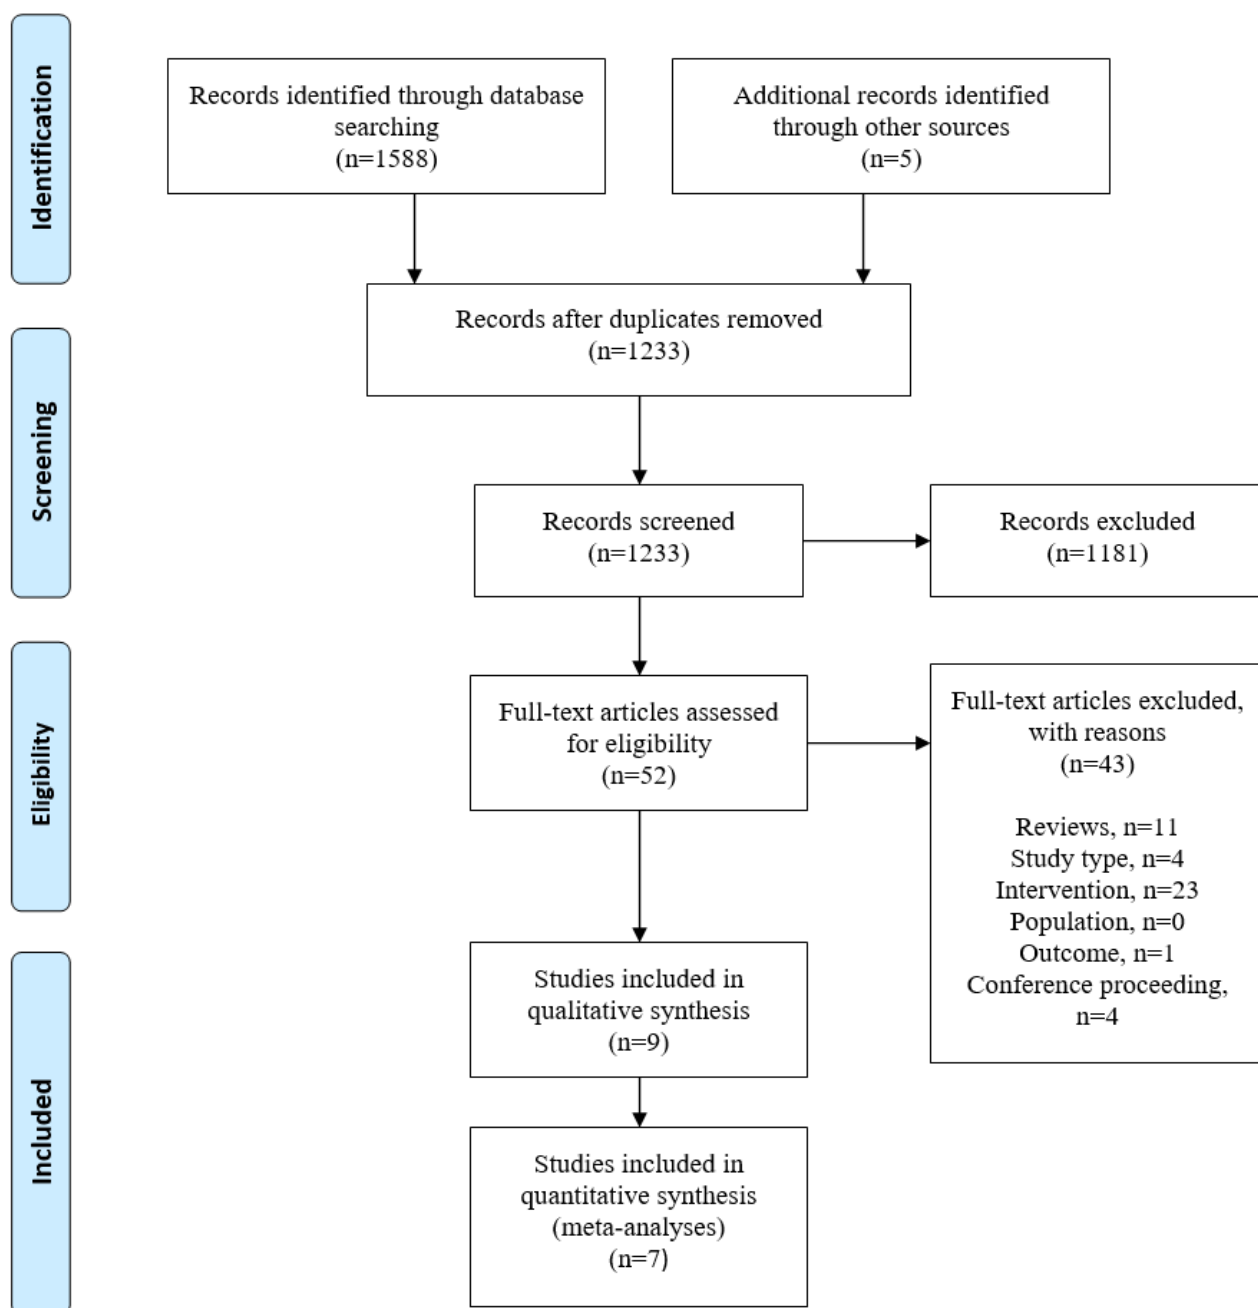 Identification
Records identified through database
searching
(n=1588)
Additional records identified
through other sources
(n=5)
Records after duplicates removed
(n=1233)
Screening
Records screened
(n=1233)
Records excluded
(n=1181)
Eligibility
Full-text articles assessed
for eligibility
(n=52)
Full-text articles excluded,
with reasons
(n=43)
Reviews, n=11
Study type, n=4
Intervention, n=23
Population, n=0
Outcome, n=1
Conference proceeding,
n=4
Included
Studies included in
qualitative synthesis
(n=9)
Studies included in
quantitative synthesis
(meta-analyses)
(n=7)